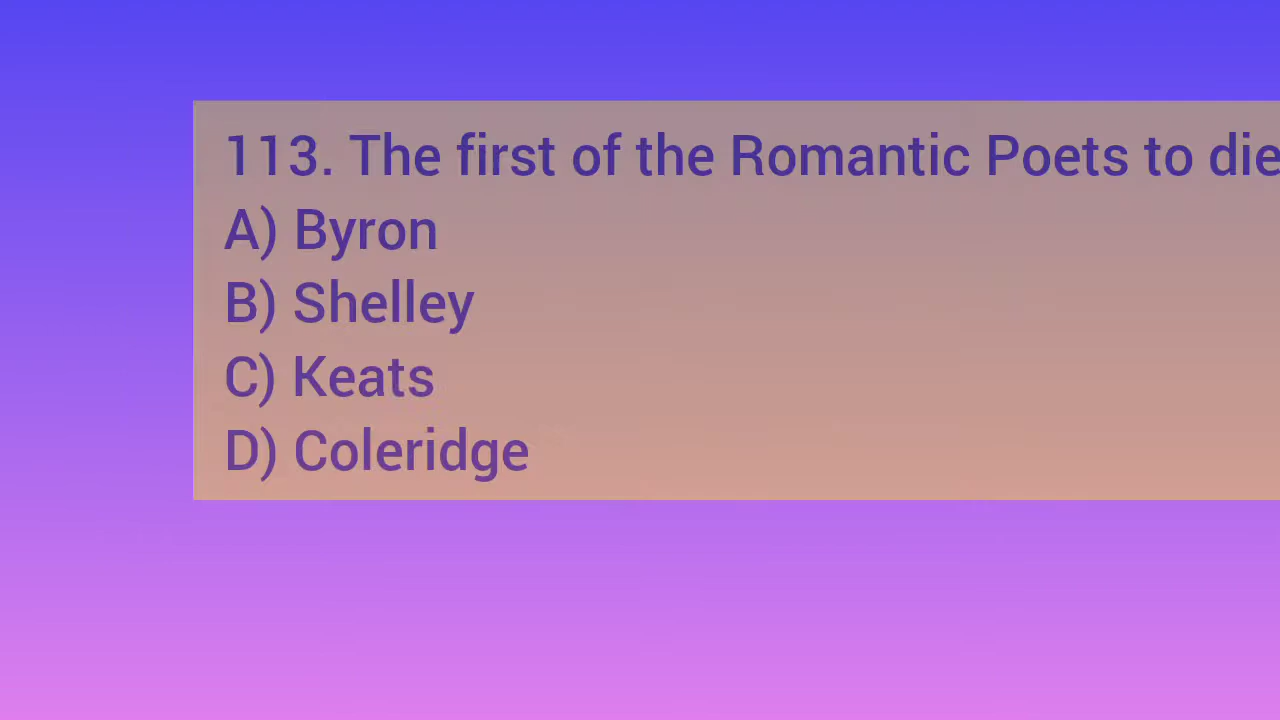 113. The first of the Romantic Poets to die
A) Byron
B) Shelley
C) Keats
D) Coleridge